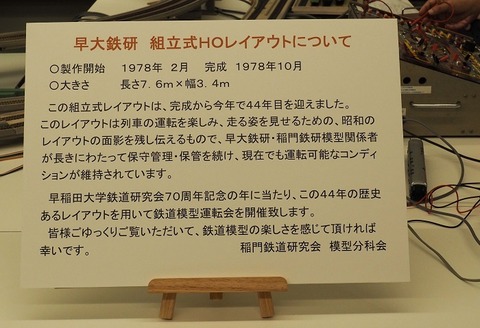 早大鉄研　組立式HOレイアウトについて
○製作開始　1978年 2月　完成 1978年10月
○大きさ　　長さ7.6m×幅3.4m
この組立式レイアウトは、完成から今年で44年目を迎えました。
このレイアウトは列車の運転を楽しみ、走る姿を見せるための、昭和の
レイアウトの面影を残し伝えるもので、早大鉄研・稲門鉄研模型関係者
が長きにわたって保守管理・保管を続け、現在でも運転可能なコンディ
ションが維持されています。
早稲田大学鉄道研究会70周年記念の年に当たり、この44年の歴史
あるレイアウトを用いて鉄道模型運転会を開催致します。
皆様ごゆっくりご覧いただいて、鉄道模型の楽しさを感じて頂ければ
幸いです。　　　　　　　稲門鉄道研究会　模型分科会